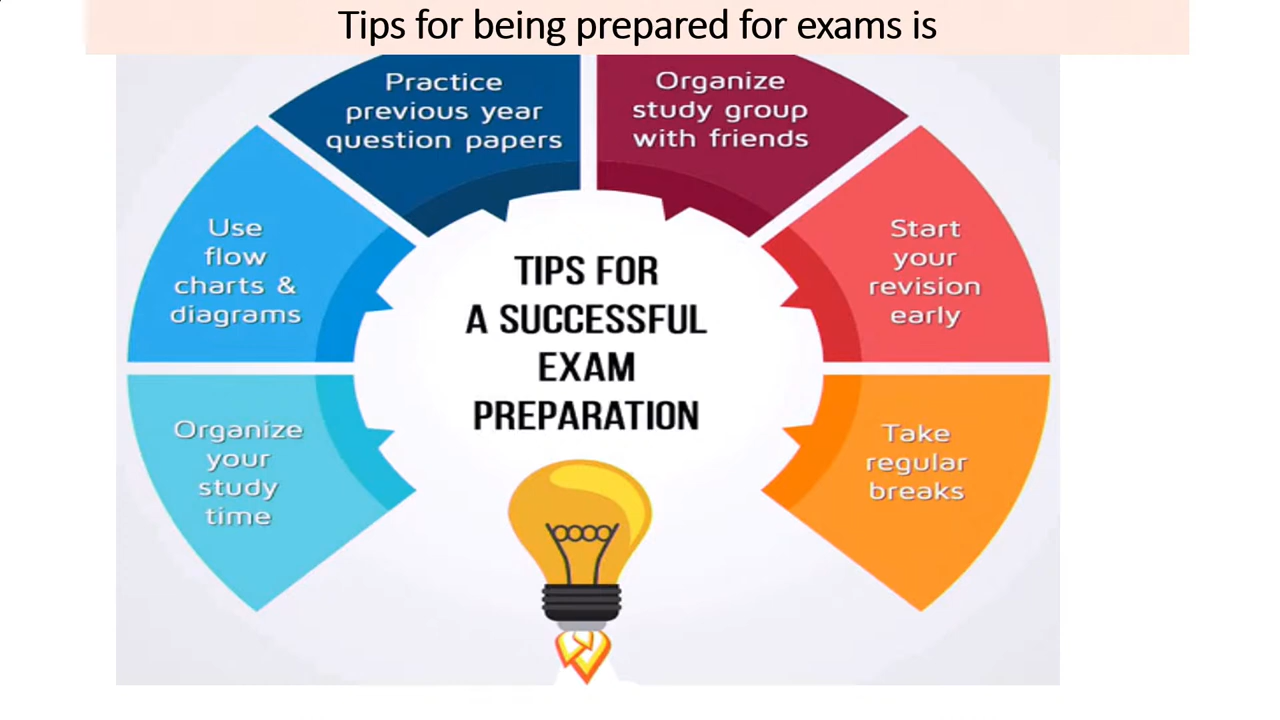 Tips for being prepared for exams is
Practice
previous year
question papers
Organize
study group
with friends
Use
flow
charts &
diagrams
Start
your
revision
early
TIPS FOR
A SUCCESSFUL
EXAM
PREPARATION
Organize
your
study
time
Take
regular
breaks